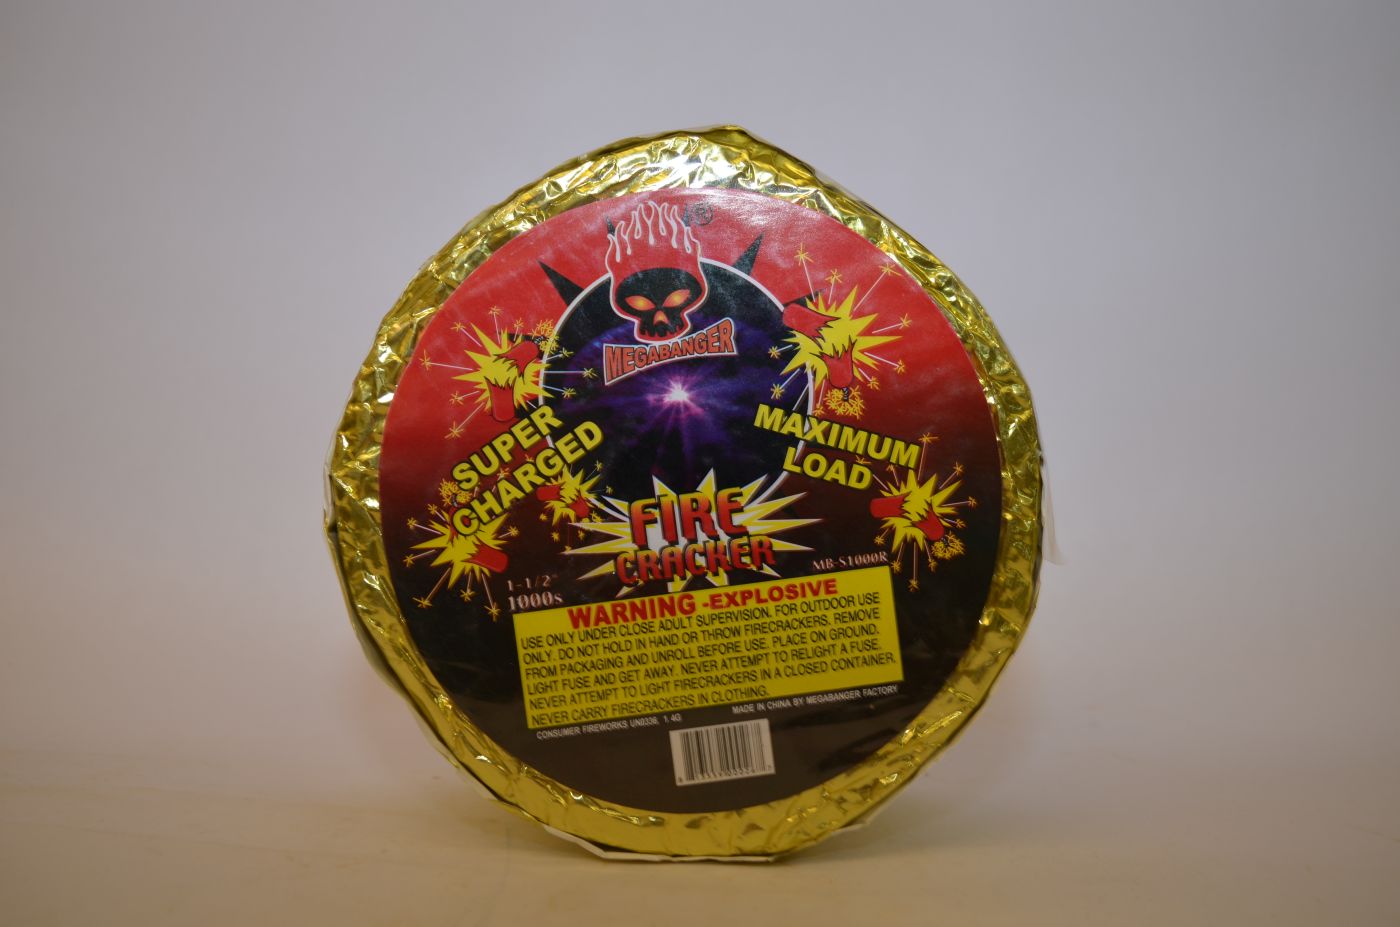 ®
MEGABANGER
SUPER
CHARGED
MAXIMUM
LOAD
FIRE
CRACKER
1-1/2"
1000s
MB-S1000R
WARNING -EXPLOSIVE
USE ONLY UNDER CLOSE ADULT SUPERVISION. FOR OUTDOOR USE
ONLY. DO NOT HOLD IN HAND OR THROW FIRECRACKERS. REMOVE
FROM PACKAGING AND UNROLL BEFORE USE. PLACE ON GROUND.
LIGHT FUSE AND GET AWAY. NEVER ATTEMPT TO RELIGHT A FUSE.
NEVER ATTEMPT TO LIGHT FIRECRACKERS IN A CLOSED CONTAINER.
NEVER CARRY FIRECRACKERS IN CLOTHING.
CONSUMER FIREWORKS UN0336, 1.4G
MADE IN CHINA BY MEGABANGER FACTORY